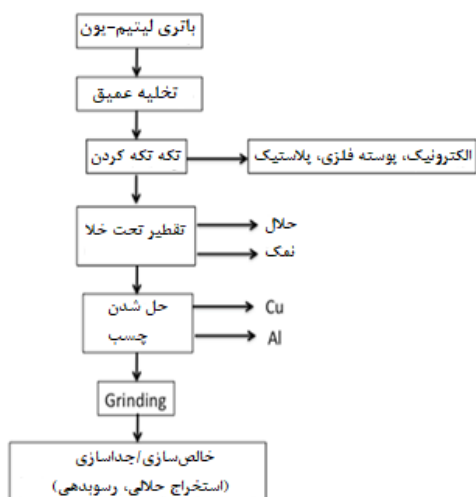 باتری لیتیم-یون
تخلیه عمیق
تکه تکه کردن
الکترونیک، پوسته فلزی، پلاستیک
تقطیر تحت خلا
حلال
نمک
حل شدن
چسب
Cu
Al
Grinding
خالص‌سازی/جداسازی
(استخراج حلالی، رسوبدهی)